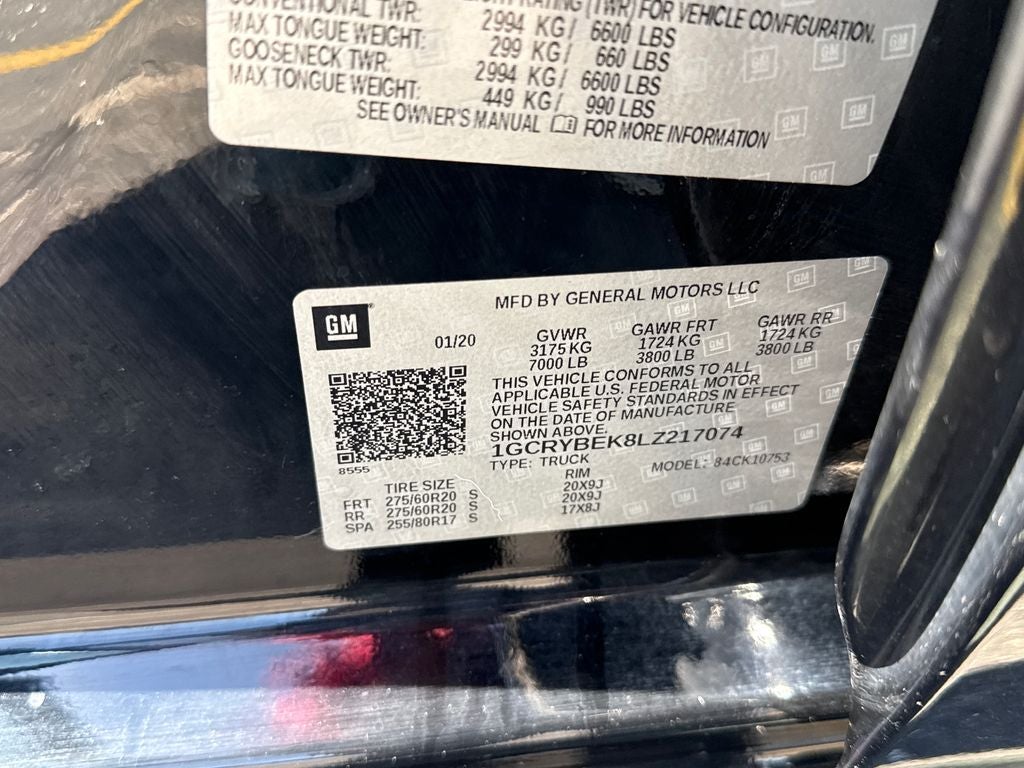 CONVENTIONAL TWR: 2994 KG/ 6600 LBS
RATING (TWR) FOR VEHICLE CONFIGURATION.
MAX TONGUE WEIGHT: 299 KG/ 660 LBS
GOOSENECK TWR: 2994 KG/ 6600 LBS
MAX TONGUE WEIGHT: 449 KG/ 990 LBS
SEE OWNER'S MANUAL FOR MORE INFORMATION
GM
MFD BY GENERAL MOTORS LLC
01/20
GVWR GAWR FRT GAWR RR
3175 KG 1724 KG 1724 KG
7000 LB 3800 LB 3800 LB
THIS VEHICLE CONFORMS TO ALL
APPLICABLE U.S. FEDERAL MOTOR
VEHICLE SAFETY STANDARDS IN EFFECT
ON THE DATE OF MANUFACTURE
SHOWN ABOVE.
1GCRYBEK8LZ217074
8555
TYPE: TRUCK MODEL: 84CK10753
TIRE SIZE RIM
FRT 275/60R20 S 20X9J
RR 275/60R20 S 20X9J
SPA 255/80R17 S 17X8J